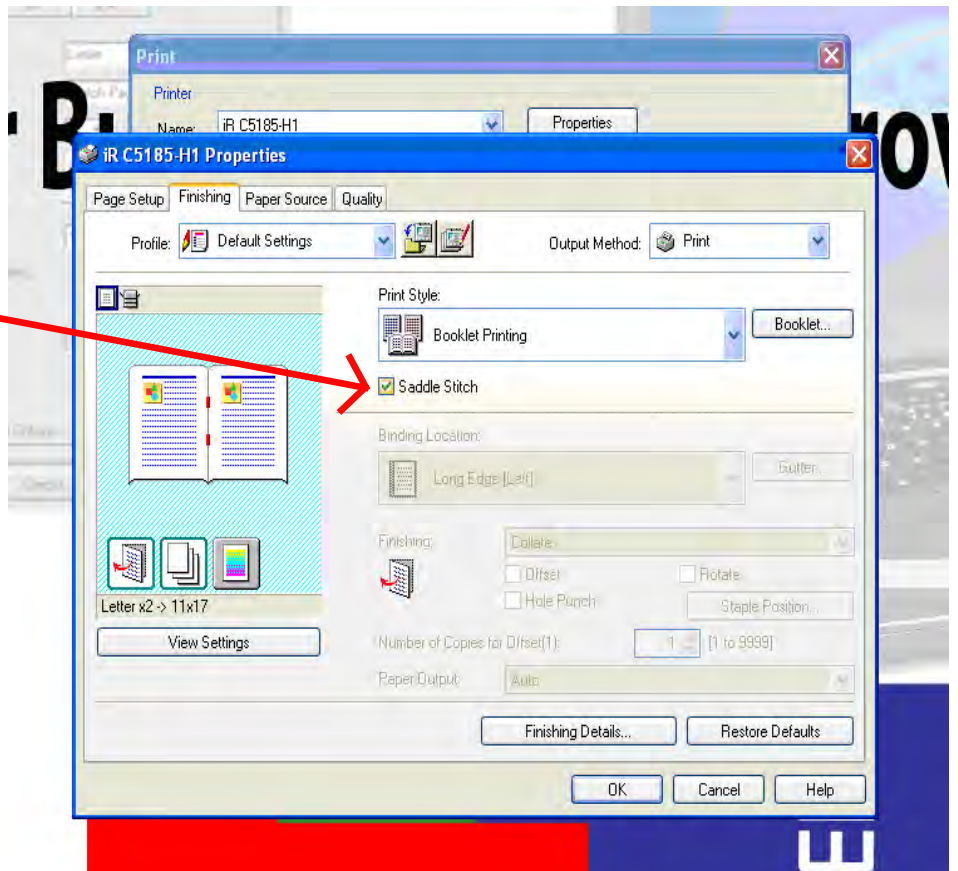 Print
Printer
Name: iR C5185-H1 Properties
iR C5185-H1 Properties
Page Setup Finishing Paper Source Quality
Profile: Default Settings Output Method: Print
Print Style:
Booklet Printing Booklet...
Saddle Stitch
Binding Location:
Long Edge [Left] Gutter...
Finishing: Collate
Offset Rotate
Hole Punch Staple Position...
Letter x2 -> 11x17
View Settings
Number of Copies for Offset(1): 1 [1 to 9999]
Paper Output: Auto
Finishing Details... Restore Defaults
OK Cancel Help
E